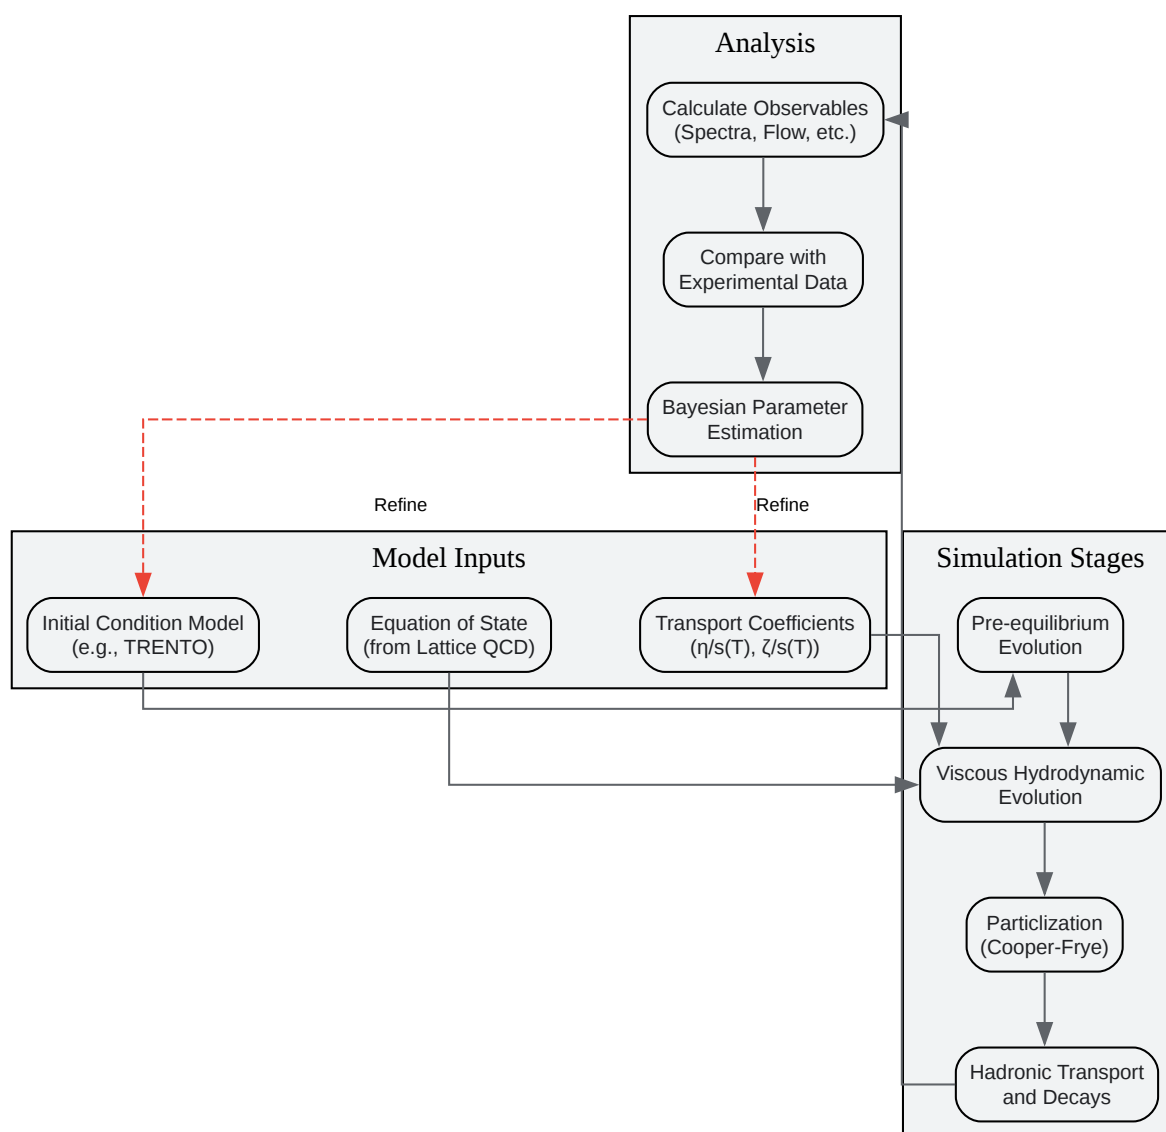 Analysis
Calculate Observables
(Spectra, Flow, etc.)
Compare with
Experimental Data
Bayesian Parameter
Estimation
Refine
Refine
Model Inputs
Initial Condition Model
(e.g., TRENTO)
Equation of State
(from Lattice QCD)
Transport Coefficients
(η/s(T), ζ/s(T))
Simulation Stages
Pre-equilibrium
Evolution
Viscous Hydrodynamic
Evolution
Particlization
(Cooper-Frye)
Hadronic Transport
and Decays